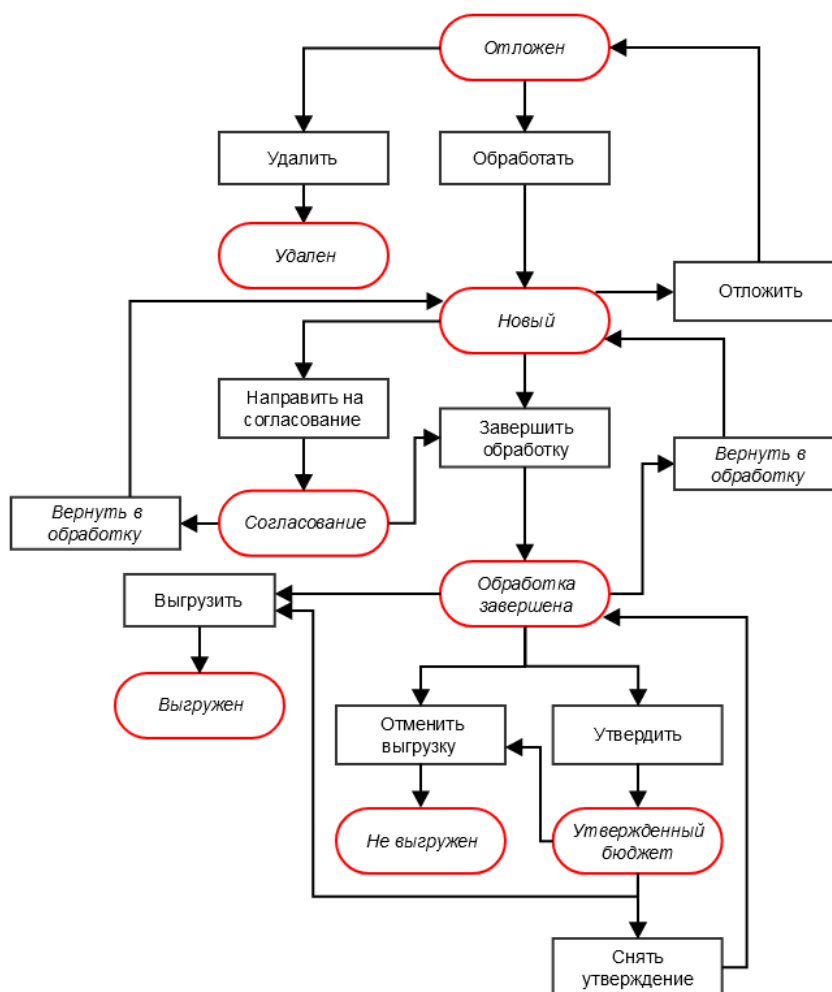 Отложен
Удалить
Обработать
Удален
Отложить
Новый
Направить на
согласование
Завершить
обработку
Вернуть в
обработку
Вернуть в
обработку
Согласование
Обработка
завершена
Выгрузить
Выгружен
Отменить
выгрузку
Утвердить
Не выгружен
Утвержденный
бюджет
Снять
утверждение